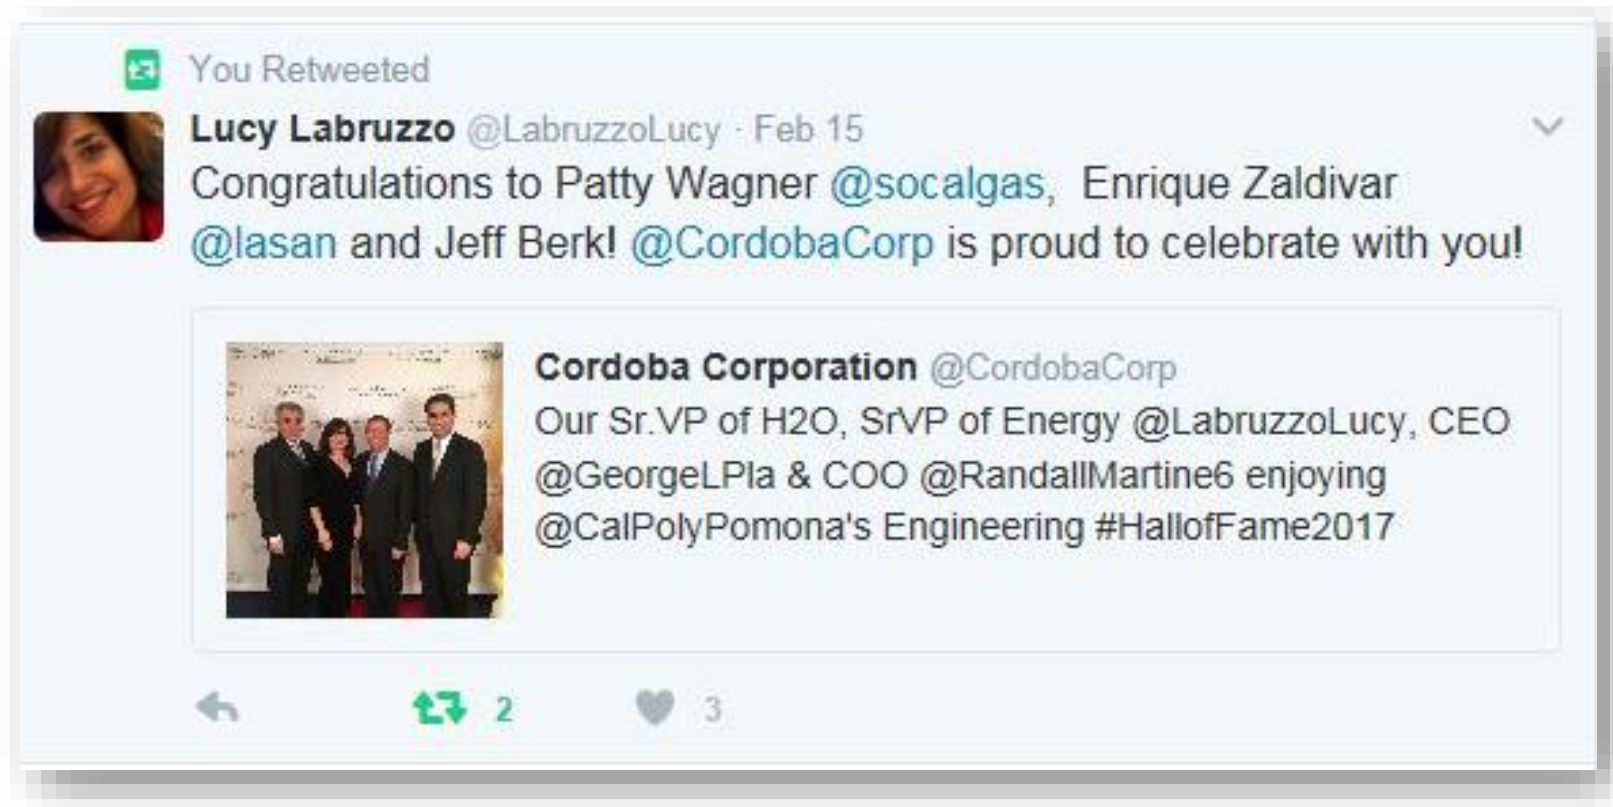 You Retweeted
Lucy Labruzzo @LabruzzoLucy · Feb 15
Congratulations to Patty Wagner @socalgas, Enrique Zaldivar
@lasan and Jeff Berk! @CordobaCorp is proud to celebrate with you!
Cordoba Corporation @CordobaCorp
Our Sr.VP of H2O, SrVP of Energy @LabruzzoLucy, CEO
@GeorgeLPla & COO @RandallMartine6 enjoying
@CalPolyPomona's Engineering #HallofFame2017
2 3